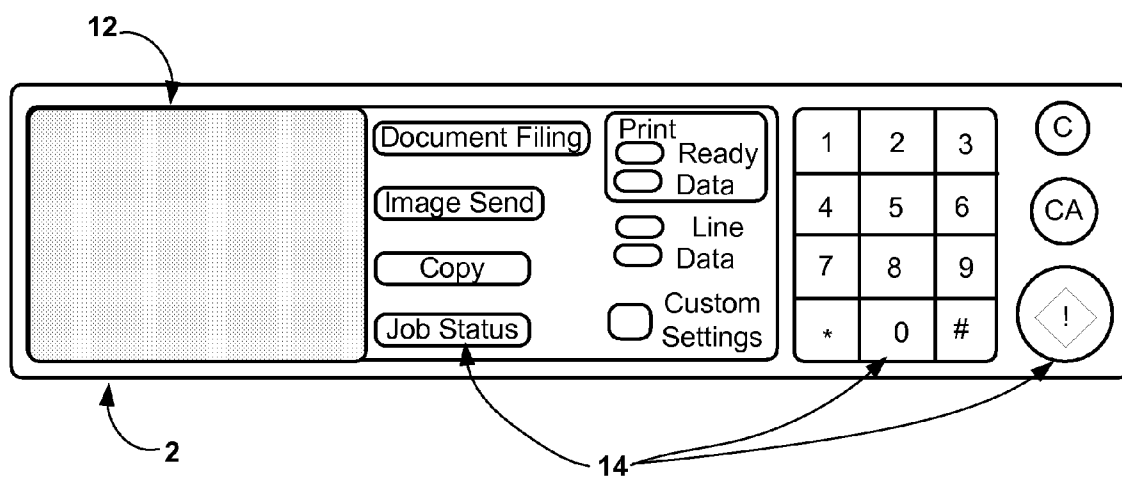 12
Document Filing
Image Send
Copy
Job Status
Print
Ready
Data
Line
Data
Custom
Settings
1 2 3
4 5 6
7 8 9
* 0 #
C
CA
!
2
14